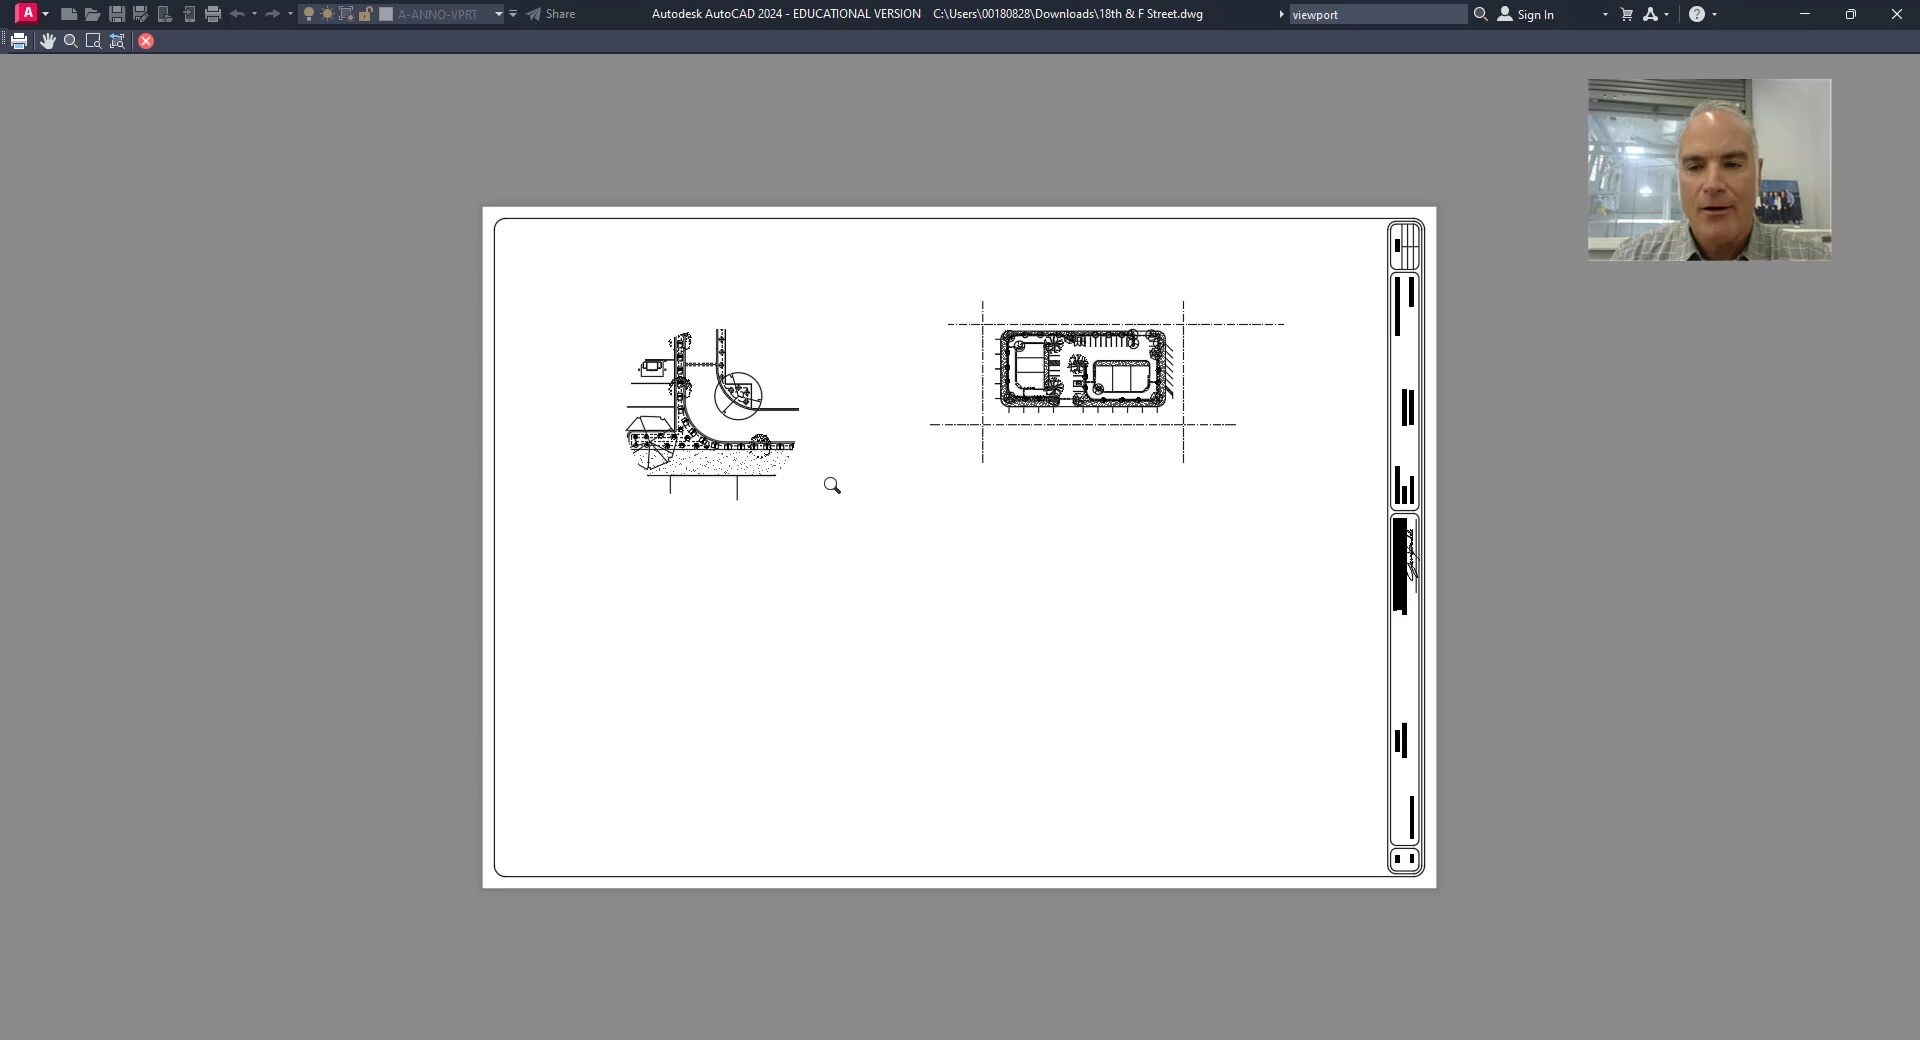 A-ANNO-VPRT
Share
Autodesk AutoCAD 2024 - EDUCATIONAL VERSION C:\Users\00180828\Downloads\18th & F Street.dwg
viewport
Sign In